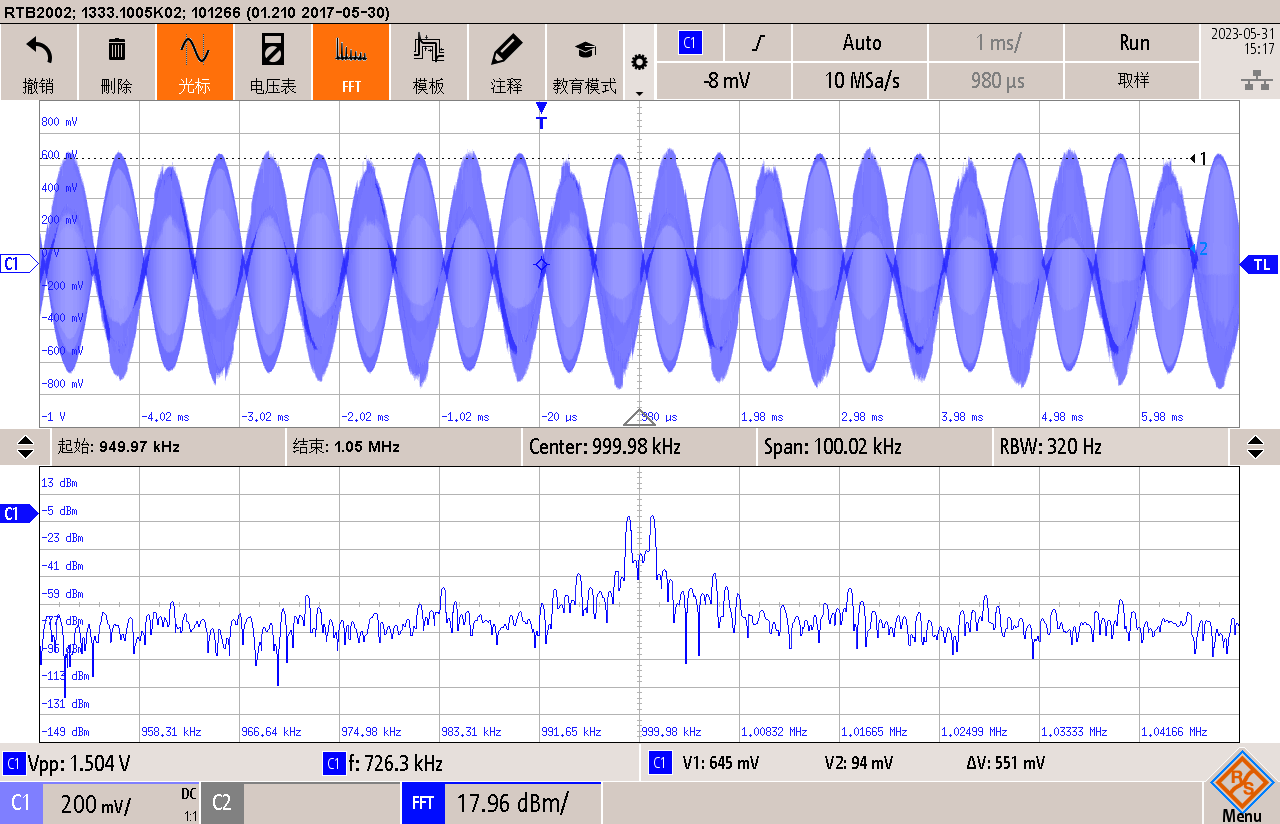 RTB2002; 1333.1005K02; 101266 (01.210 2017-05-30)
撤销
删除
光标
电压表
FFT
模板
注释
教育模式
C1
Auto
1 ms/
Run
-8 mV
10 MSa/s
980 µs
取样
2023-05-31
15:17
T
800 mV
600 mV
400 mV
200 mV
0 V
-200 mV
-400 mV
-600 mV
-800 mV
-1 V
1
2
C1
TL
-4.02 ms
-3.02 ms
-2.02 ms
-1.02 ms
-20 µs
980 µs
1.98 ms
2.98 ms
3.98 ms
4.98 ms
5.98 ms
起始: 949.97 kHz
结束: 1.05 MHz
Center: 999.98 kHz
Span: 100.02 kHz
RBW: 320 Hz
13 dBm
C1
-5 dBm
-23 dBm
-41 dBm
-59 dBm
-77 dBm
-95 dBm
-113 dBm
-131 dBm
-149 dBm
958.31 kHz
966.64 kHz
974.98 kHz
983.31 kHz
991.65 kHz
999.98 kHz
1.00832 MHz
1.01665 MHz
1.02499 MHz
1.03333 MHz
1.04166 MHz
C1 Vpp: 1.504 V
C1 f: 726.3 kHz
C1 V1: 645 mV
V2: 94 mV
ΔV: 551 mV
C1
200 mV/
DC
1:1
C2
FFT
17.96 dBm/
R&S
Menu